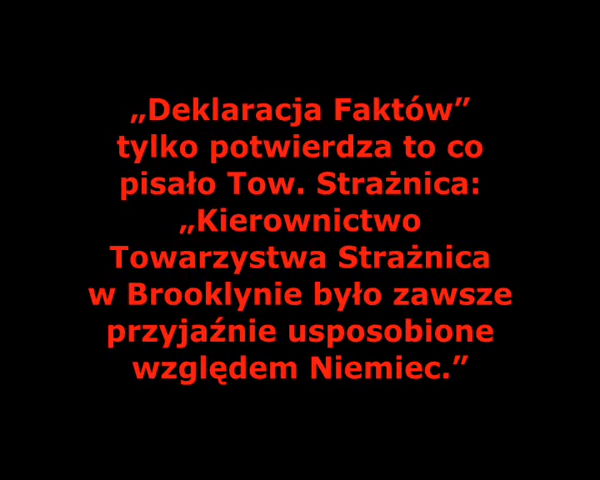 „Deklaracja Faktów”
tylko potwierdza to co
pisało Tow. Strażnica:
„Kierownictwo
Towarzystwa Strażnica
w Brooklynie było zawsze
przyjaźnie usposobione
względem Niemiec.”